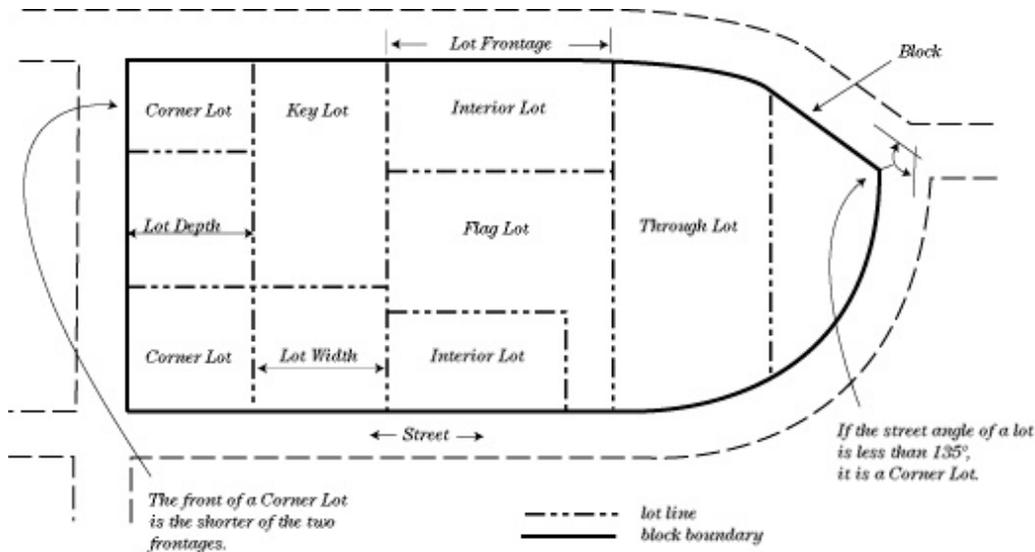 Lot Frontage
Block
Corner Lot
Key Lot
Interior Lot
Lot Depth
Flag Lot
Through Lot
Corner Lot
Lot Width
Interior Lot
Street
If the street angle of a lot
is less than 135°,
it is a Corner Lot.
The front of a Corner Lot
is the shorter of the two
frontages.
lot line
block boundary